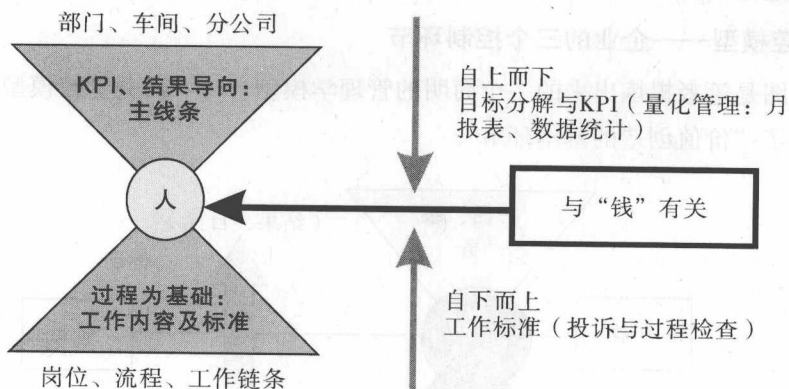 部门、车间、分公司
KPI、结果导向：
主线条
人
过程为基础：
工作内容及标准
岗位、流程、工作链条
自上而下
目标分解与KPI（量化管理：月
报表、数据统计）
与“钱”有关
自下而上
工作标准（投诉与过程检查）